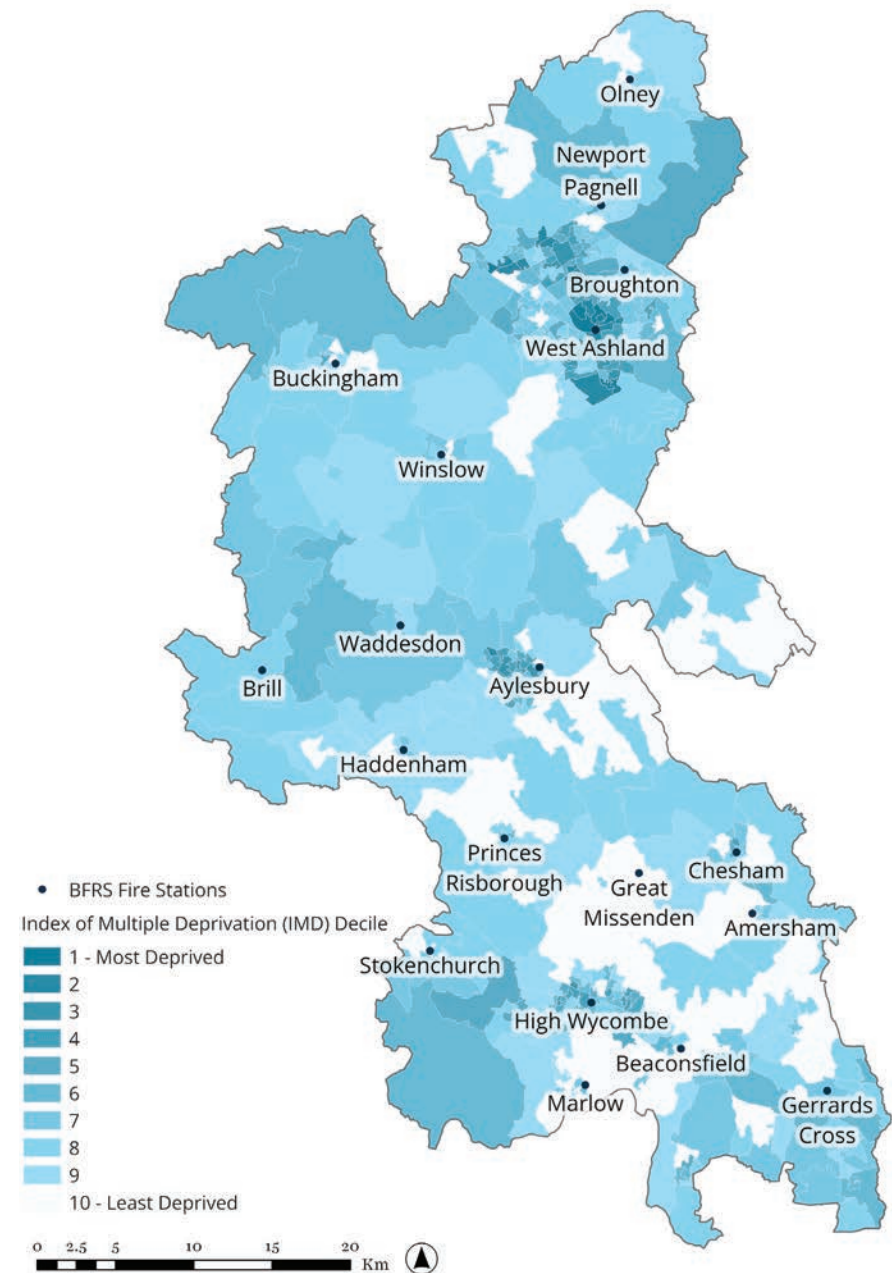 Olney
Newport
Pagnell
Broughton
West Ashland
Buckingham
Winslow
Waddesdon
Brill
Aylesbury
Haddenham
Princes
Risborough
Great
Missenden
Chesham
Amersham
Stokenchurch
High Wycombe
Beaconsfield
Marlow
Gerrards
Cross
BFRS Fire Stations
Index of Multiple Deprivation (IMD) Decile
1 - Most Deprived
2
3
4
5
6
7
8
9
10 - Least Deprived
0 2.5 5 10 15 20
Km